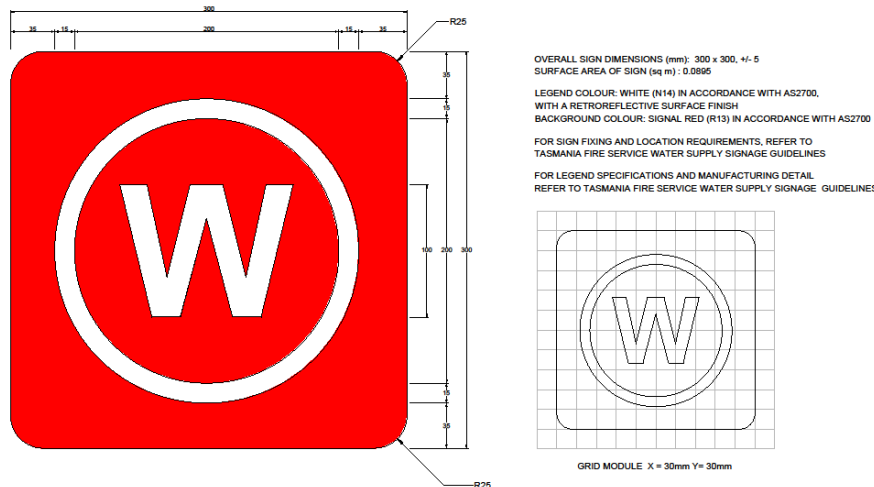 300
35 15 200 15 35
R25
35
15
W
100 200 300
15
35
R25
OVERALL SIGN DIMENSIONS (mm): 300 x 300, +/- 5
SURFACE AREA OF SIGN (sq m) : 0.0895
LEGEND COLOUR: WHITE (N14) IN ACCORDANCE WITH AS2700,
WITH A RETROREFLECTIVE SURFACE FINISH
BACKGROUND COLOUR: SIGNAL RED (R13) IN ACCORDANCE WITH AS2700
FOR SIGN FIXING AND LOCATION REQUIREMENTS, REFER TO
TASMANIA FIRE SERVICE WATER SUPPLY SIGNAGE GUIDELINES
FOR LEGEND SPECIFICATIONS AND MANUFACTURING DETAIL
REFER TO TASMANIA FIRE SERVICE WATER SUPPLY SIGNAGE GUIDELINES
W
GRID MODULE X = 30mm Y= 30mm